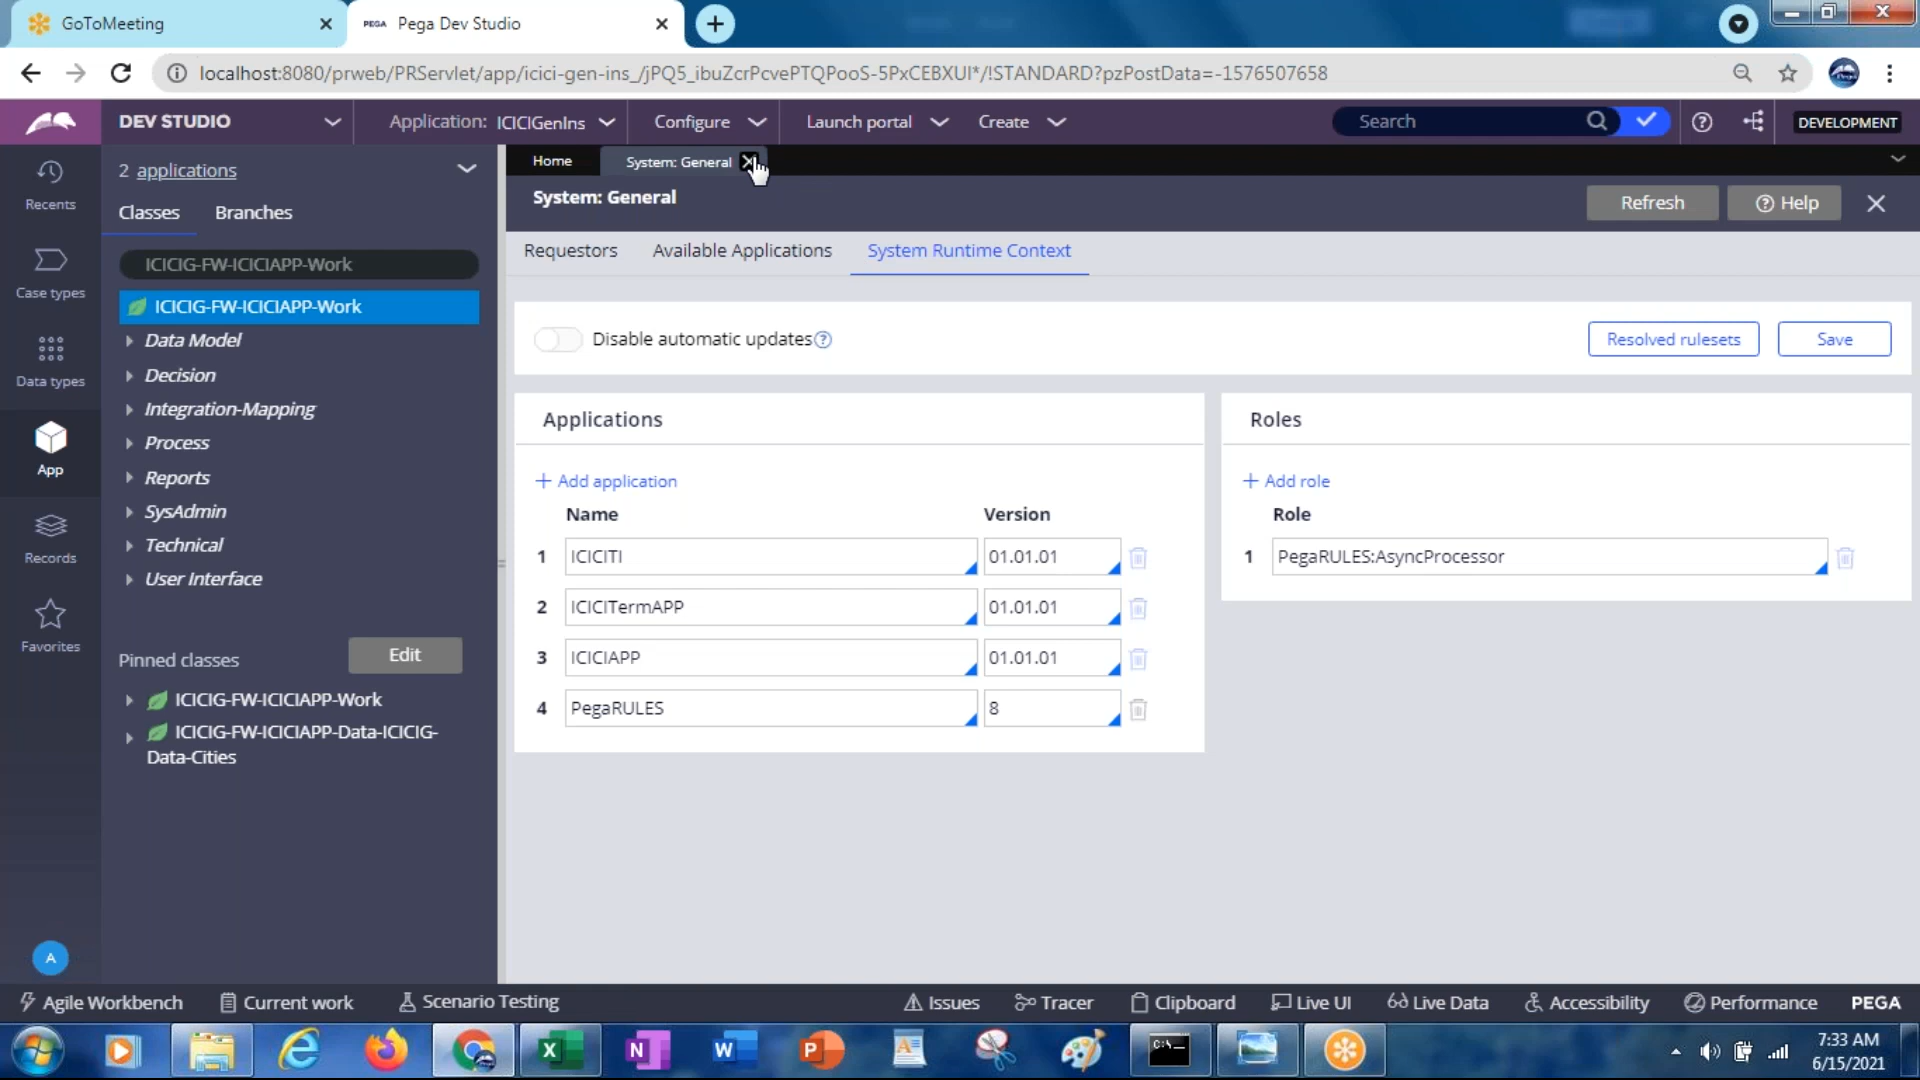 GoToMeeting
PEGA Pega Dev Studio
localhost:8080/prweb/PRServlet/app/icici-gen-ins_/jPQ5_ibuZcrPcvePTQPooS-5PxCEBXUI*/!STANDARD?pzPostData=-1576507658
DEV STUDIO
Application: ICICIGenIns
Configure
Launch portal
Create
Search
DEVELOPMENT
Recents
Case types
Data types
App
Records
Favorites
A
2 applications
Classes Branches
ICICIG-FW-ICICIAPP-Work
ICICIG-FW-ICICIAPP-Work
Data Model
Decision
Integration-Mapping
Process
Reports
SysAdmin
Technical
User Interface
Pinned classes Edit
ICICIG-FW-ICICIAPP-Work
ICICIG-FW-ICICIAPP-Data-ICICIG-
Data-Cities
Home System: General
System: General
Refresh Help
Requestors Available Applications System Runtime Context
Disable automatic updates
Resolved rulesets Save
Applications
+ Add application
Name Version
1 ICICITI 01.01.01
2 ICICITermAPP 01.01.01
3 ICICIAPP 01.01.01
4 PegaRULES 8
Roles
+ Add role
Role
1 PegaRULES:AsyncProcessor
Agile Workbench Current work Scenario Testing Issues Tracer Clipboard Live UI Live Data Accessibility Performance PEGA
7:33 AM
6/15/2021